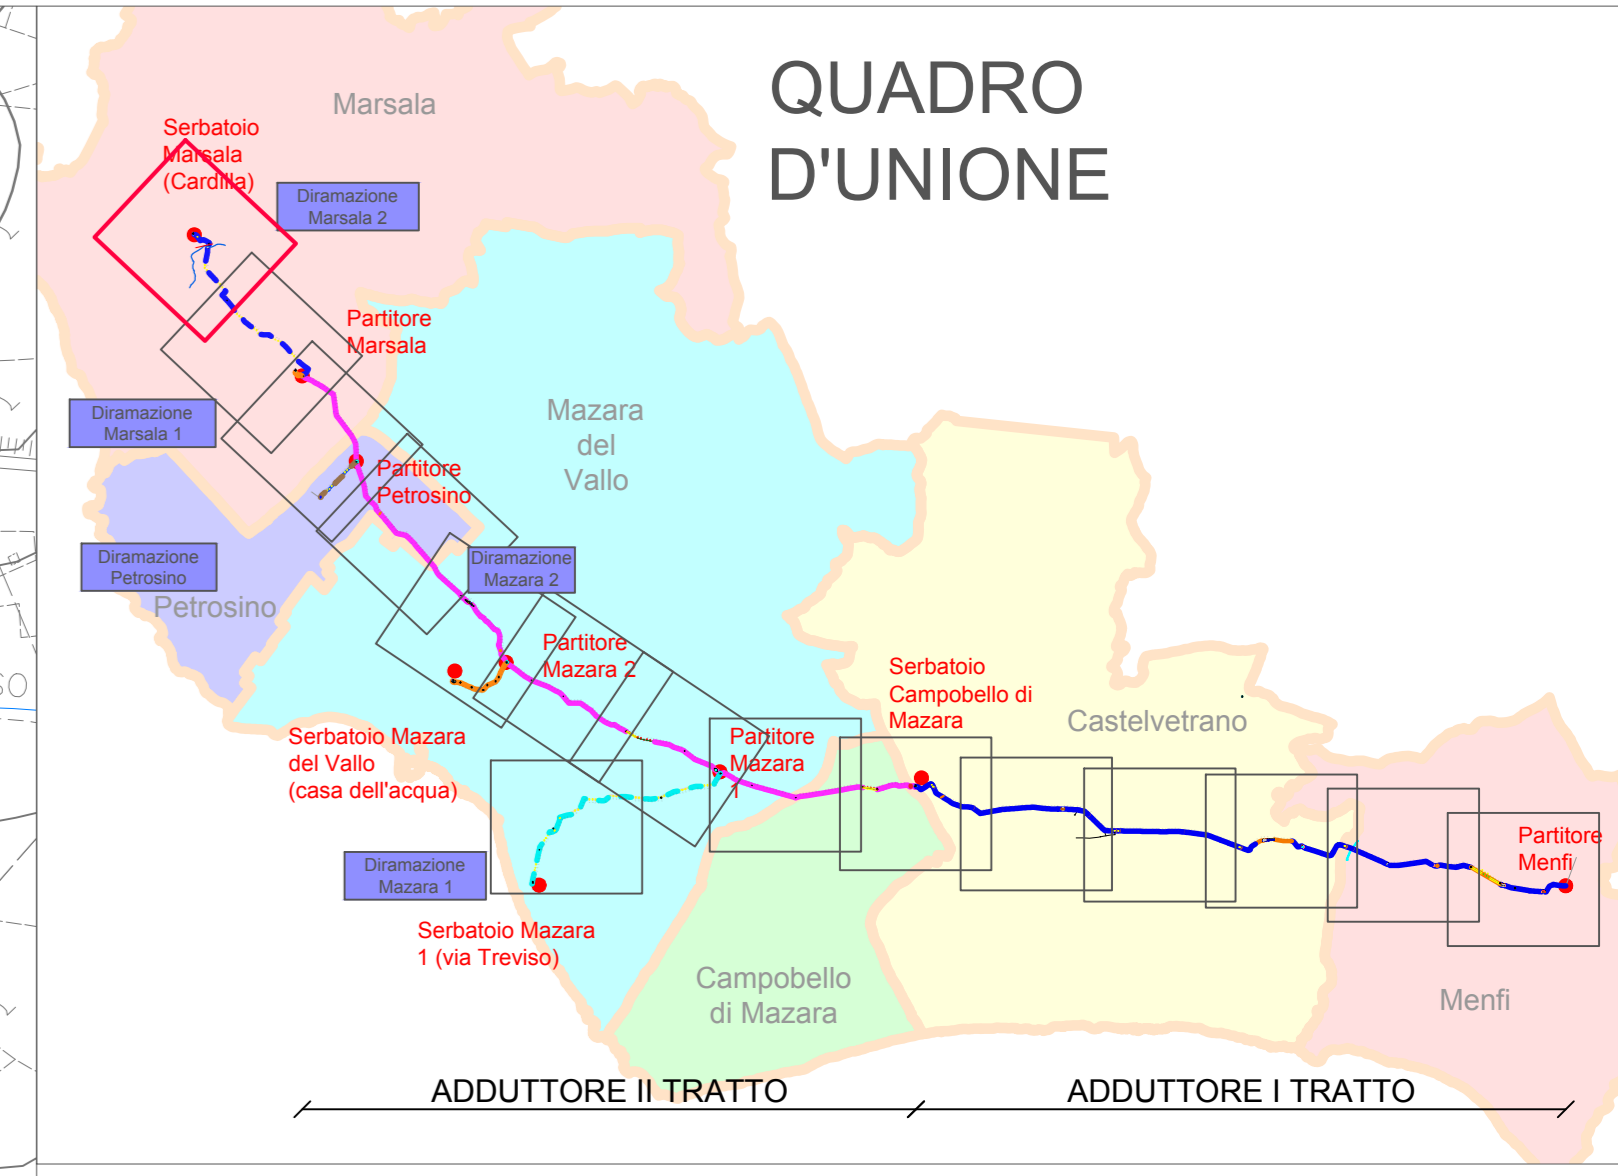 QUADRO
D'UNIONE
Marsala
Serbatoio
Marsala
(Cardilla)
Diramazione
Marsala 2
Partitore
Marsala
Diramazione
Marsala 1
Mazara
del
Vallo
Partitore
Petrosino
Diramazione
Petrosino
Petrosino
Diramazione
Mazara 2
Partitore
Mazara 2
Serbatoio
Campobello di
Mazara
Castelvetrano
Serbatoio Mazara
del Vallo
(casa dell'acqua)
Partitore
Mazara
1
Diramazione
Mazara 1
Serbatoio Mazara
1 (via Treviso)
Partitore
Menfi
Campobello
di Mazara
Menfi
ADDUTTORE II TRATTO
ADDUTTORE I TRATTO